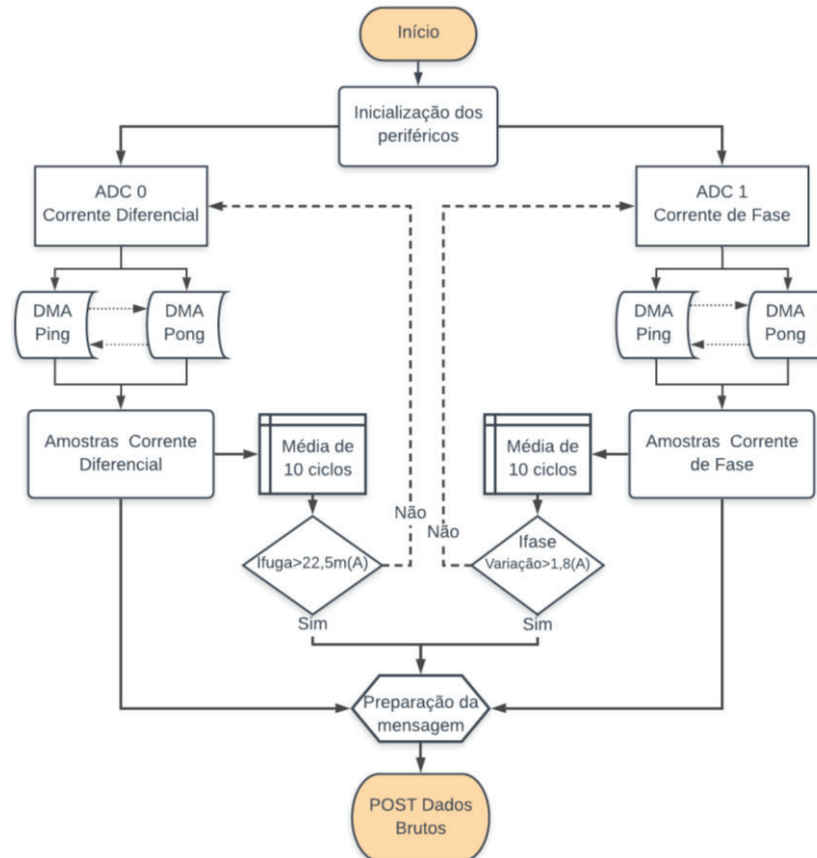 Início
Inicialização dos
periféricos
ADC 0
Corrente Diferencial
ADC 1
Corrente de Fase
DMA
Ping
DMA
Pong
DMA
Ping
DMA
Pong
Amostras Corrente
Diferencial
Média de
10 ciclos
Média de
10 ciclos
Amostras Corrente
de Fase
Não
Não
Ifuga>22,5m(A)
Ifase
Variação>1,8(A)
Sim
Sim
Preparação da
mensagem
POST Dados
Brutos